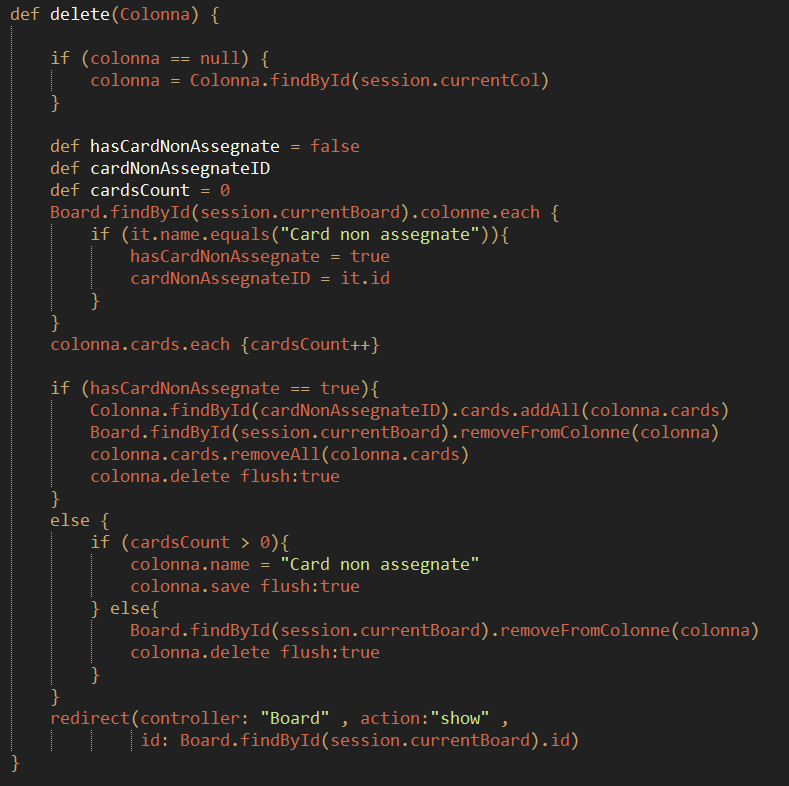 def delete(Colonna) {
if (colonna == null) {
colonna = Colonna.findById(session.currentCol)
}
def hasCardNonAssegnate = false
def cardNonAssegnateID
def cardsCount = 0
Board.findById(session.currentBoard).colonne.each {
if (it.name.equals("Card non assegnate")){
hasCardNonAssegnate = true
cardNonAssegnateID = it.id
}
}
colonna.cards.each {cardsCount++}
if (hasCardNonAssegnate == true){
Colonna.findById(cardNonAssegnateID).cards.addAll(colonna.cards)
Board.findById(session.currentBoard).removeFromColonne(colonna)
colonna.cards.removeAll(colonna.cards)
colonna.delete flush:true
}
else {
if (cardsCount > 0){
colonna.name = "Card non assegnate"
colonna.save flush:true
} else{
Board.findById(session.currentBoard).removeFromColonne(colonna)
colonna.delete flush:true
}
}
redirect(controller: "Board" , action:"show" ,
id: Board.findById(session.currentBoard).id)
}